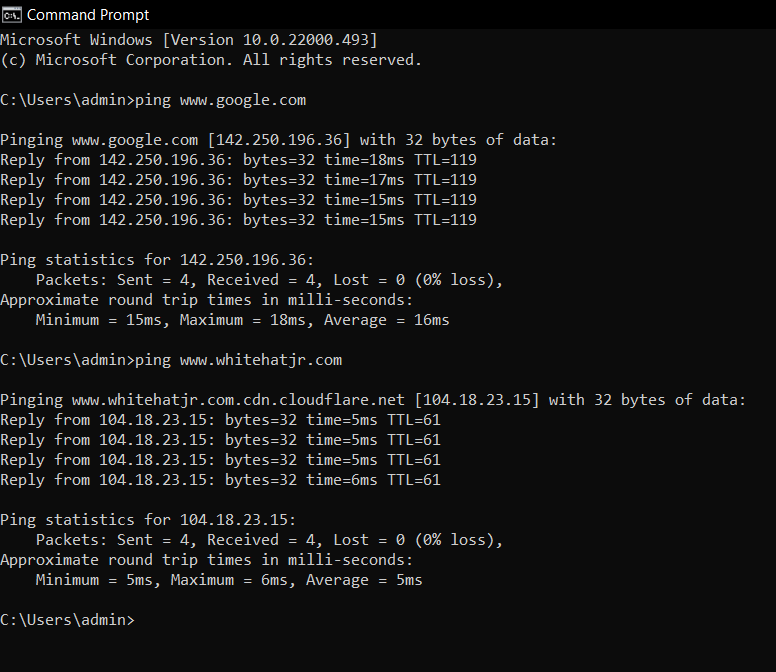 Command Prompt
Microsoft Windows [Version 10.0.22000.493]
(c) Microsoft Corporation. All rights reserved.
C:\Users\admin>ping www.google.com
Pinging www.google.com [142.250.196.36] with 32 bytes of data:
Reply from 142.250.196.36: bytes=32 time=18ms TTL=119
Reply from 142.250.196.36: bytes=32 time=17ms TTL=119
Reply from 142.250.196.36: bytes=32 time=15ms TTL=119
Reply from 142.250.196.36: bytes=32 time=15ms TTL=119
Ping statistics for 142.250.196.36:
    Packets: Sent = 4, Received = 4, Lost = 0 (0% loss),
Approximate round trip times in milli-seconds:
    Minimum = 15ms, Maximum = 18ms, Average = 16ms
C:\Users\admin>ping www.whitehatjr.com
Pinging www.whitehatjr.com.cdn.cloudflare.net [104.18.23.15] with 32 bytes of data:
Reply from 104.18.23.15: bytes=32 time=5ms TTL=61
Reply from 104.18.23.15: bytes=32 time=5ms TTL=61
Reply from 104.18.23.15: bytes=32 time=5ms TTL=61
Reply from 104.18.23.15: bytes=32 time=6ms TTL=61
Ping statistics for 104.18.23.15:
    Packets: Sent = 4, Received = 4, Lost = 0 (0% loss),
Approximate round trip times in milli-seconds:
    Minimum = 5ms, Maximum = 6ms, Average = 5ms
C:\Users\admin>